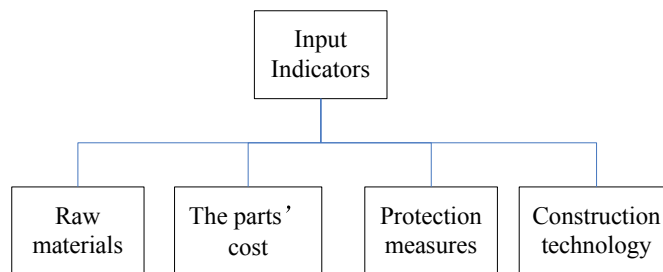 Input
Indicators
Raw
materials
The parts’
cost
Protection
measures
Construction
technology